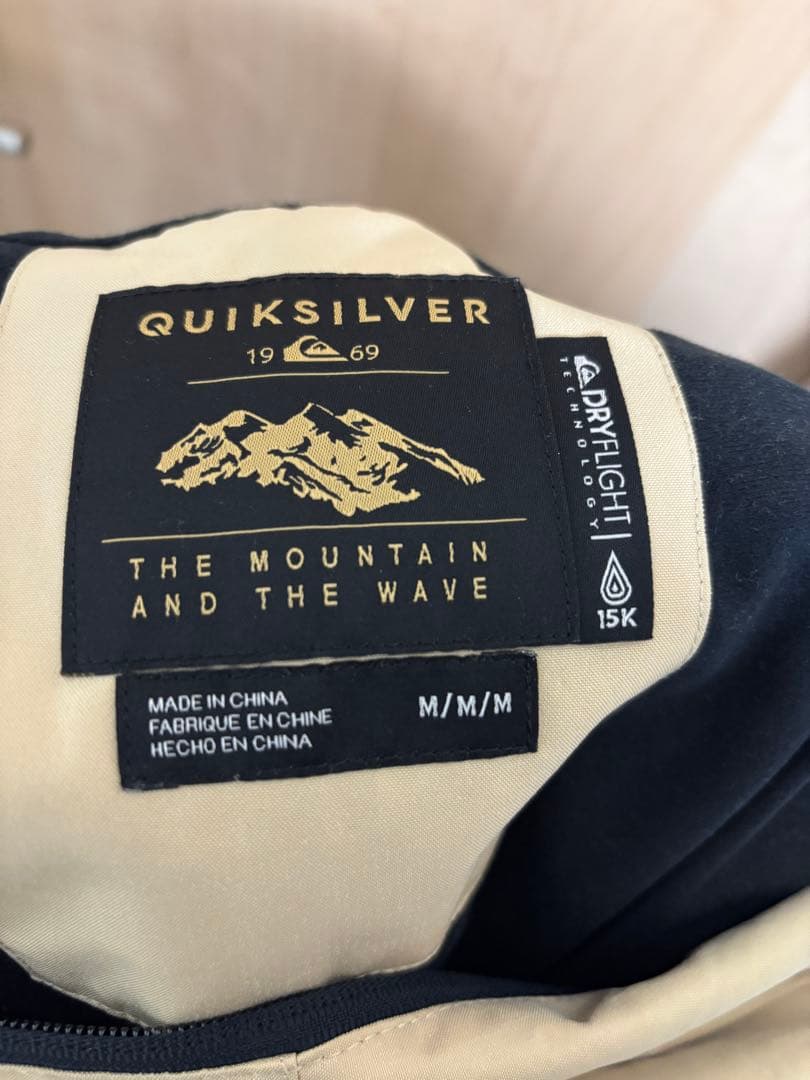 QUIKSILVER
19 69
THE MOUNTAIN
AND THE WAVE
DRYFLIGHT
TECHNOLOGY
15K
MADE IN CHINA
FABRIQUE EN CHINE
HECHO EN CHINA
M/M/M